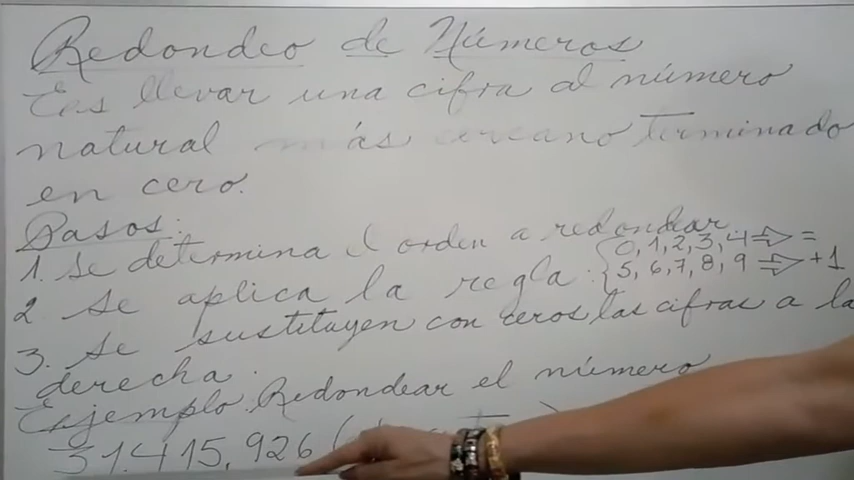 Redondeo de Números
Es llevar una cifra al número
natural más cercano terminado
en cero.
Pasos:
1. Se determina el orden a redondear.
2 Se aplica la regla: { 0, 1, 2, 3, 4 ⇒ =
5, 6, 7, 8, 9 ⇒ +1
3. Se sustituyen con ceros las cifras a la
derecha.
Ejemplo. Redondear el número
31.415,926 (